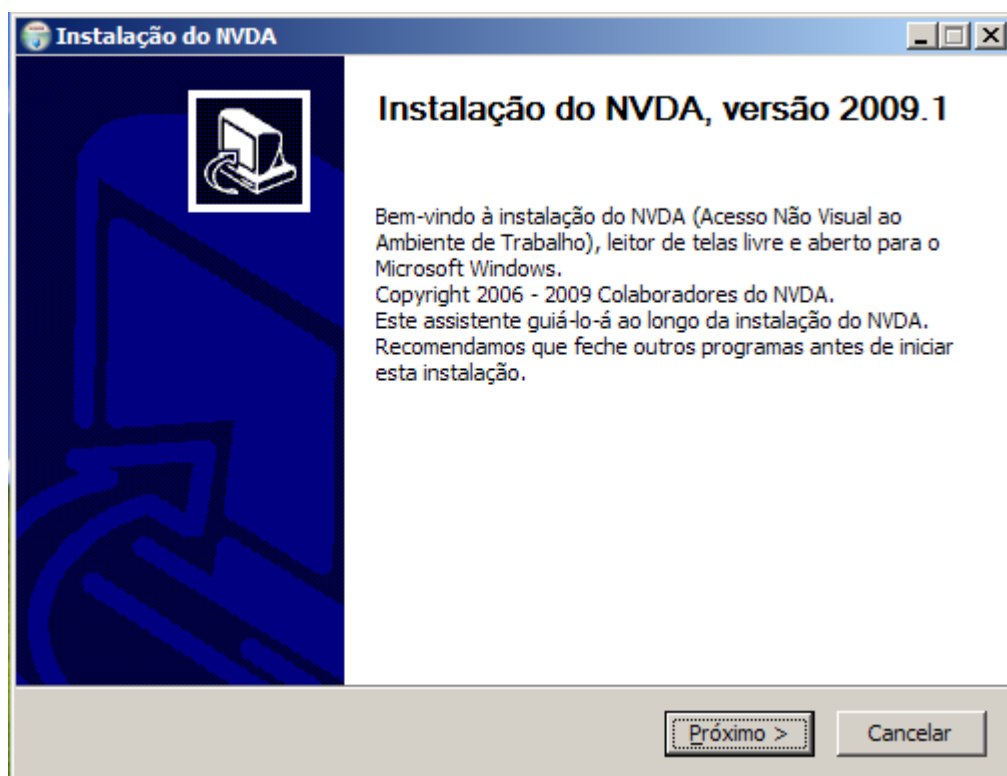 Instalação do NVDA
Instalação do NVDA, versão 2009.1
Bem-vindo à instalação do NVDA (Acesso Não Visual ao
Ambiente de Trabalho), leitor de telas livre e aberto para o
Microsoft Windows.
Copyright 2006 - 2009 Colaboradores do NVDA.
Este assistente guiá-lo-á ao longo da instalação do NVDA.
Recomendamos que feche outros programas antes de iniciar
esta instalação.
Próximo >
Cancelar